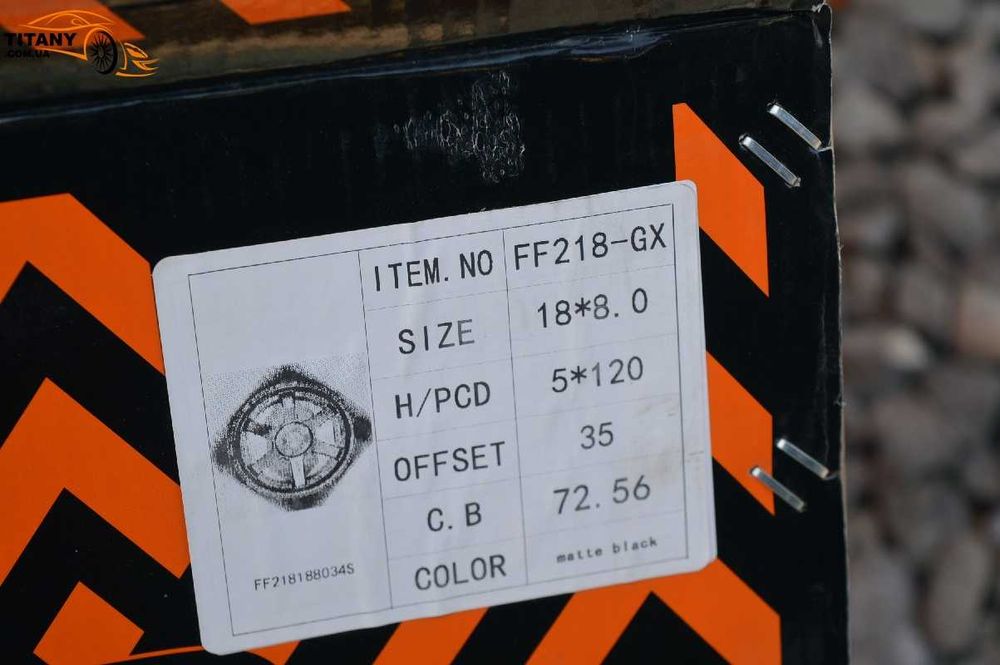 TITANY
.COM.UA
ITEM. NO FF218-GX
SIZE 18*8. 0
H/PCD 5*120
OFFSET 35
C. B 72. 56
COLOR matte black
FF218188034S